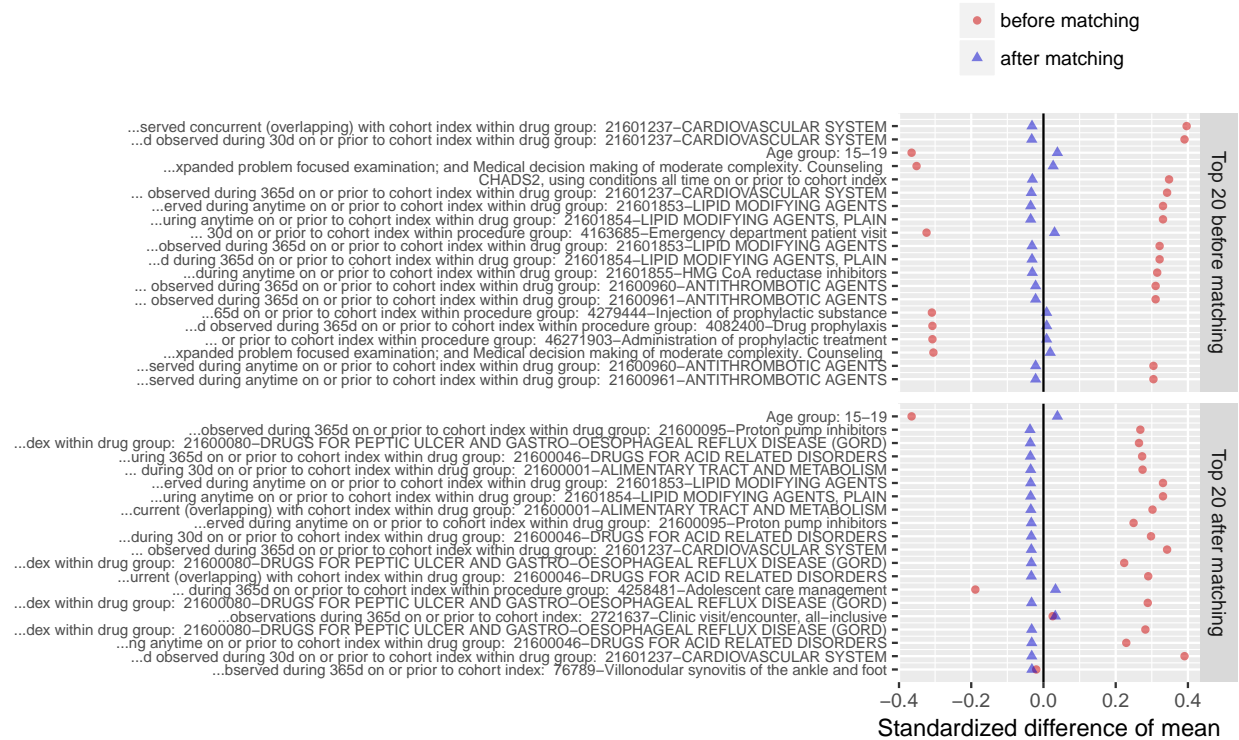 before matching
after matching
...served concurrent (overlapping) with cohort index within drug group: 21601237−CARDIOVASCULAR SYSTEM
...d observed during 30d on or prior to cohort index within drug group: 21601237−CARDIOVASCULAR SYSTEM
Age group: 15−19
...xpanded problem focused examination; and Medical decision making of moderate complexity. Counseling
CHADS2, using conditions all time on or prior to cohort index
... observed during 365d on or prior to cohort index within drug group: 21601237−CARDIOVASCULAR SYSTEM
...erved during anytime on or prior to cohort index within drug group: 21601853−LIPID MODIFYING AGENTS
...uring anytime on or prior to cohort index within drug group: 21601854−LIPID MODIFYING AGENTS, PLAIN
... 30d on or prior to cohort index within procedure group: 4163685−Emergency department patient visit
...observed during 365d on or prior to cohort index within drug group: 21601853−LIPID MODIFYING AGENTS
...d during 365d on or prior to cohort index within drug group: 21601854−LIPID MODIFYING AGENTS, PLAIN
...during anytime on or prior to cohort index within drug group: 21601855−HMG CoA reductase inhibitors
... observed during 365d on or prior to cohort index within drug group: 21600960−ANTITHROMBOTIC AGENTS
... observed during 365d on or prior to cohort index within drug group: 21600961−ANTITHROMBOTIC AGENTS
...65d on or prior to cohort index within procedure group: 4279444−Injection of prophylactic substance
...d observed during 365d on or prior to cohort index within procedure group: 4082400−Drug prophylaxis
... or prior to cohort index within procedure group: 46271903−Administration of prophylactic treatment
...xpanded problem focused examination; and Medical decision making of moderate complexity. Counseling
...served during anytime on or prior to cohort index within drug group: 21600960−ANTITHROMBOTIC AGENTS
...served during anytime on or prior to cohort index within drug group: 21600961−ANTITHROMBOTIC AGENTS
Top 20 before matching
Age group: 15−19
...observed during 365d on or prior to cohort index within drug group: 21600095−Proton pump inhibitors
...dex within drug group: 21600080−DRUGS FOR PEPTIC ULCER AND GASTRO−OESOPHAGEAL REFLUX DISEASE (GORD)
...uring 365d on or prior to cohort index within drug group: 21600046−DRUGS FOR ACID RELATED DISORDERS
... during 30d on or prior to cohort index within drug group: 21600001−ALIMENTARY TRACT AND METABOLISM
...erved during anytime on or prior to cohort index within drug group: 21601853−LIPID MODIFYING AGENTS
...uring anytime on or prior to cohort index within drug group: 21601854−LIPID MODIFYING AGENTS, PLAIN
...current (overlapping) with cohort index within drug group: 21600001−ALIMENTARY TRACT AND METABOLISM
...erved during anytime on or prior to cohort index within drug group: 21600095−Proton pump inhibitors
...during 30d on or prior to cohort index within drug group: 21600046−DRUGS FOR ACID RELATED DISORDERS
... observed during 365d on or prior to cohort index within drug group: 21601237−CARDIOVASCULAR SYSTEM
...dex within drug group: 21600080−DRUGS FOR PEPTIC ULCER AND GASTRO−OESOPHAGEAL REFLUX DISEASE (GORD)
...urrent (overlapping) with cohort index within drug group: 21600046−DRUGS FOR ACID RELATED DISORDERS
... during 365d on or prior to cohort index within procedure group: 4258481−Adolescent care management
...dex within drug group: 21600080−DRUGS FOR PEPTIC ULCER AND GASTRO−OESOPHAGEAL REFLUX DISEASE (GORD)
...observations during 365d on or prior to cohort index: 2721637−Clinic visit/encounter, all−inclusive
...dex within drug group: 21600080−DRUGS FOR PEPTIC ULCER AND GASTRO−OESOPHAGEAL REFLUX DISEASE (GORD)
...ng anytime on or prior to cohort index within drug group: 21600046−DRUGS FOR ACID RELATED DISORDERS
...d observed during 30d on or prior to cohort index within drug group: 21601237−CARDIOVASCULAR SYSTEM
...bserved during 365d on or prior to cohort index: 76789−Villonodular synovitis of the ankle and foot
Top 20 after matching
−0.4 −0.2 0.0 0.2 0.4
Standardized difference of mean